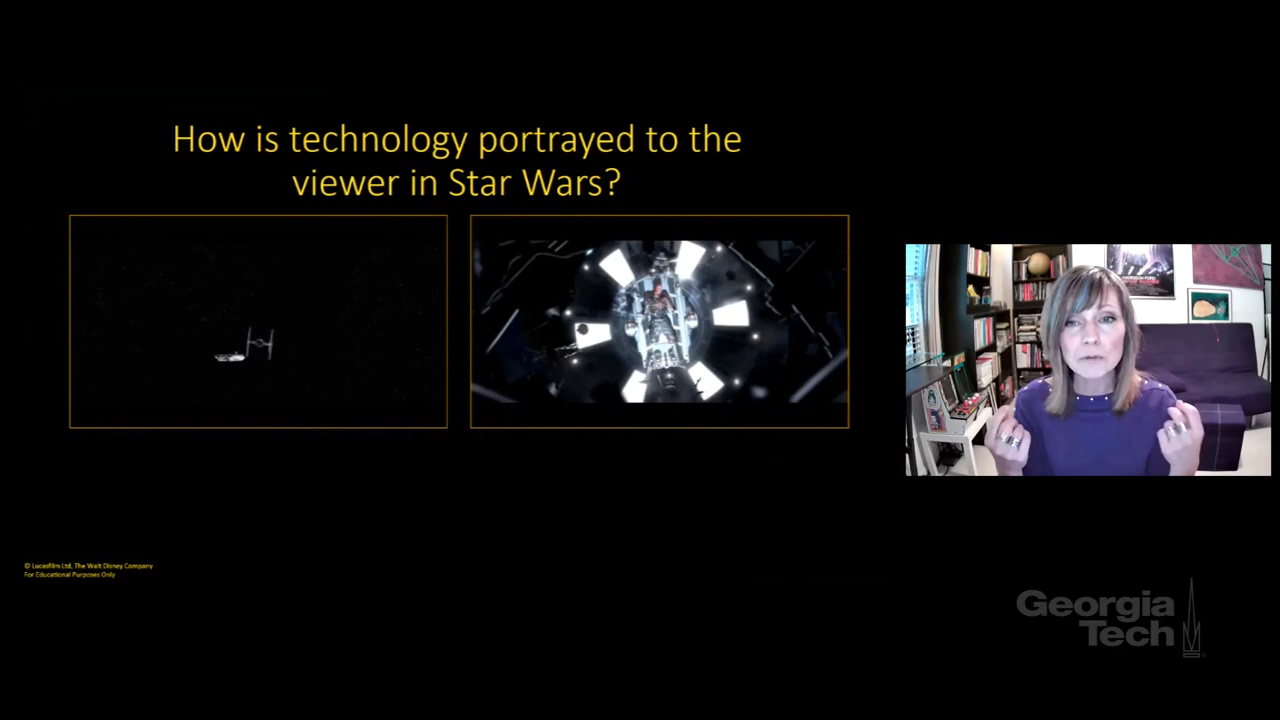 How is technology portrayed to the
viewer in Star Wars?
© Lucasfilm Ltd, The Walt Disney Company
For Educational Purposes Only
Georgia
Tech